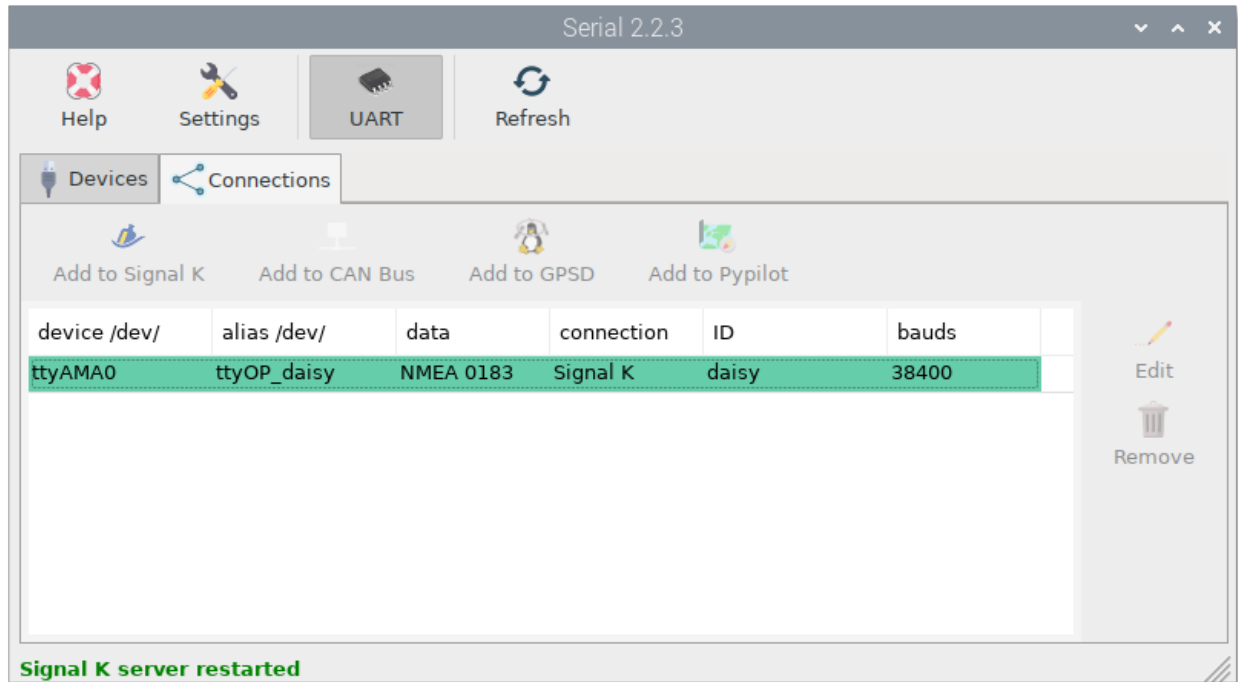 Serial 2.2.3
Help Settings UART Refresh
Devices Connections
Add to Signal K Add to CAN Bus Add to GPSD Add to Pypilot
device /dev/ alias /dev/ data connection ID bauds
ttyAMA0 ttyOP_daisy NMEA 0183 Signal K daisy 38400
Edit
Remove
Signal K server restarted